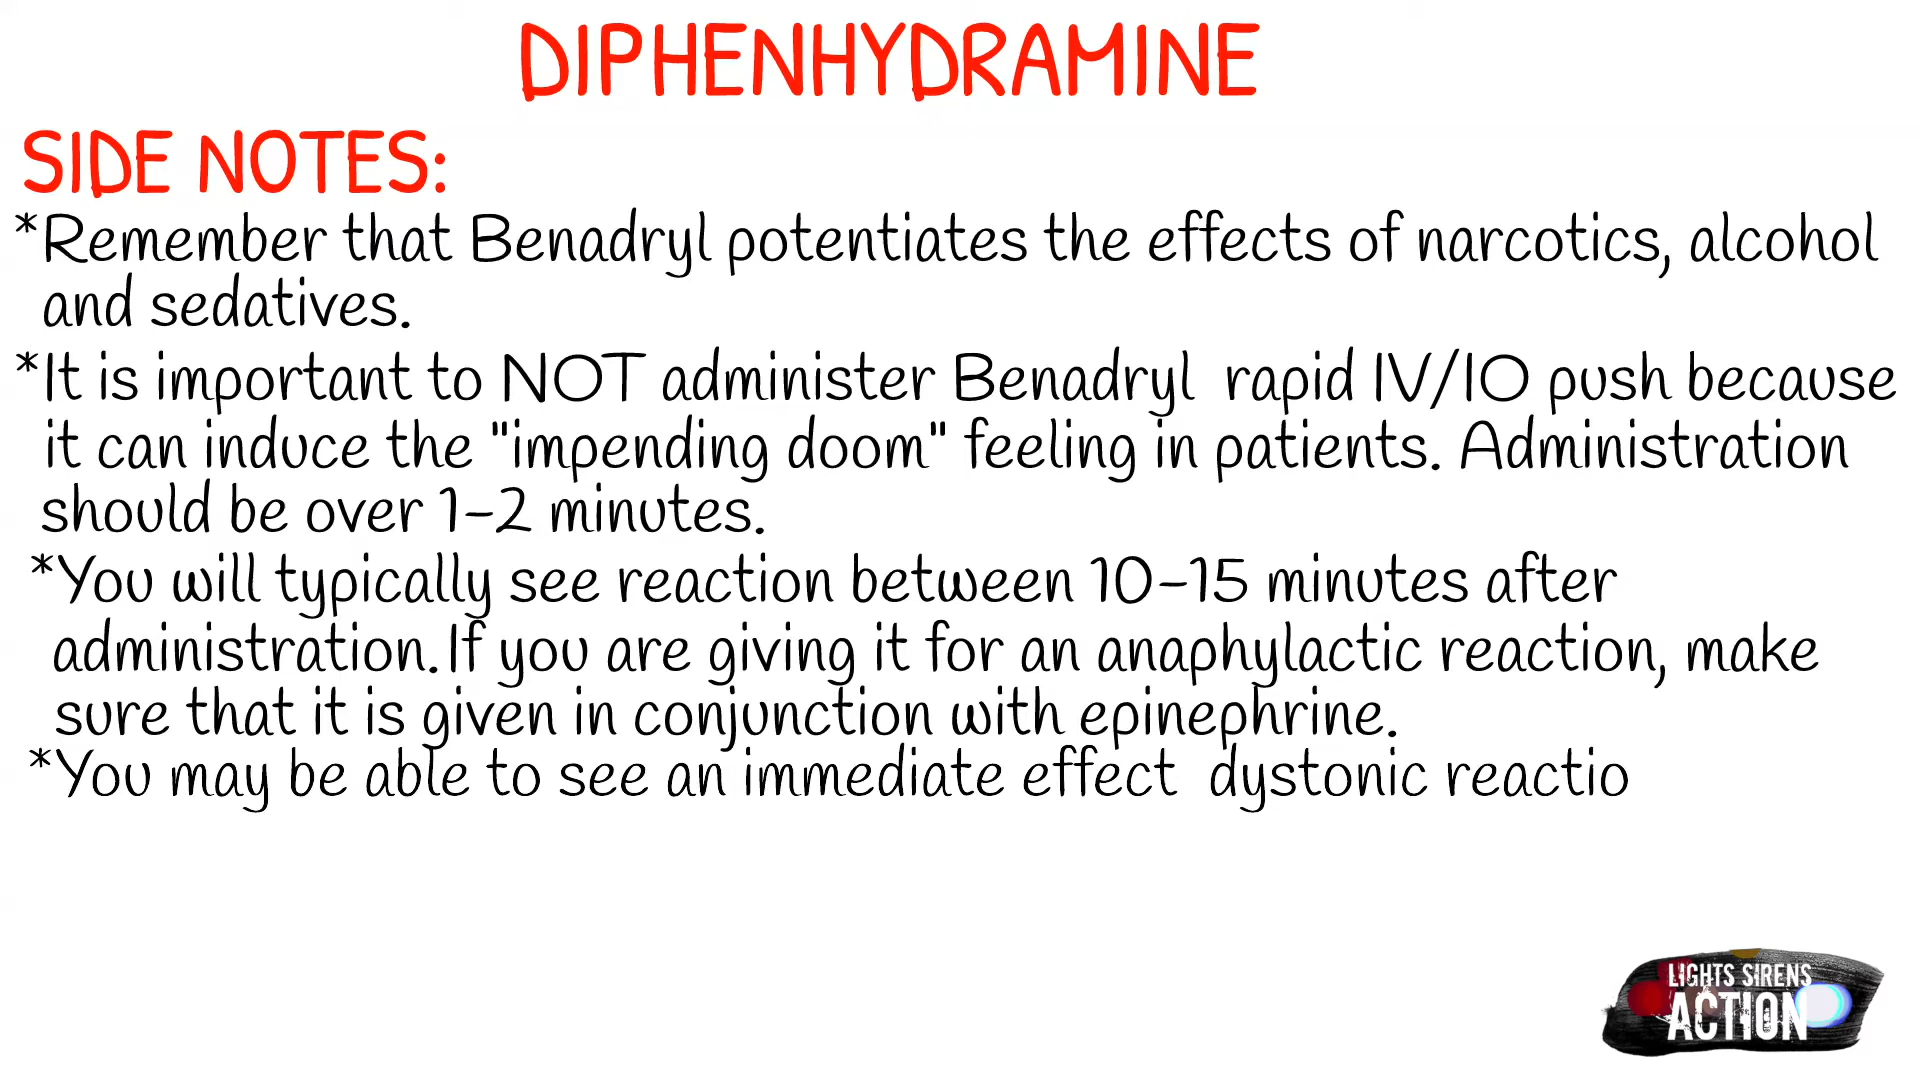 DIPHENHYDRAMINE
SIDE NOTES:
*Remember that Benadryl potentiates the effects of narcotics, alcohol
and sedatives.
*It is important to NOT administer Benadryl rapid IV/IO push because
it can induce the "impending doom" feeling in patients. Administration
should be over 1-2 minutes.
*You will typically see reaction between 10-15 minutes after
administration. If you are giving it for an anaphylactic reaction, make
sure that it is given in conjunction with epinephrine.
*You may be able to see an immediate effect dystonic reactio
LIGHTS SIRENS
ACTION